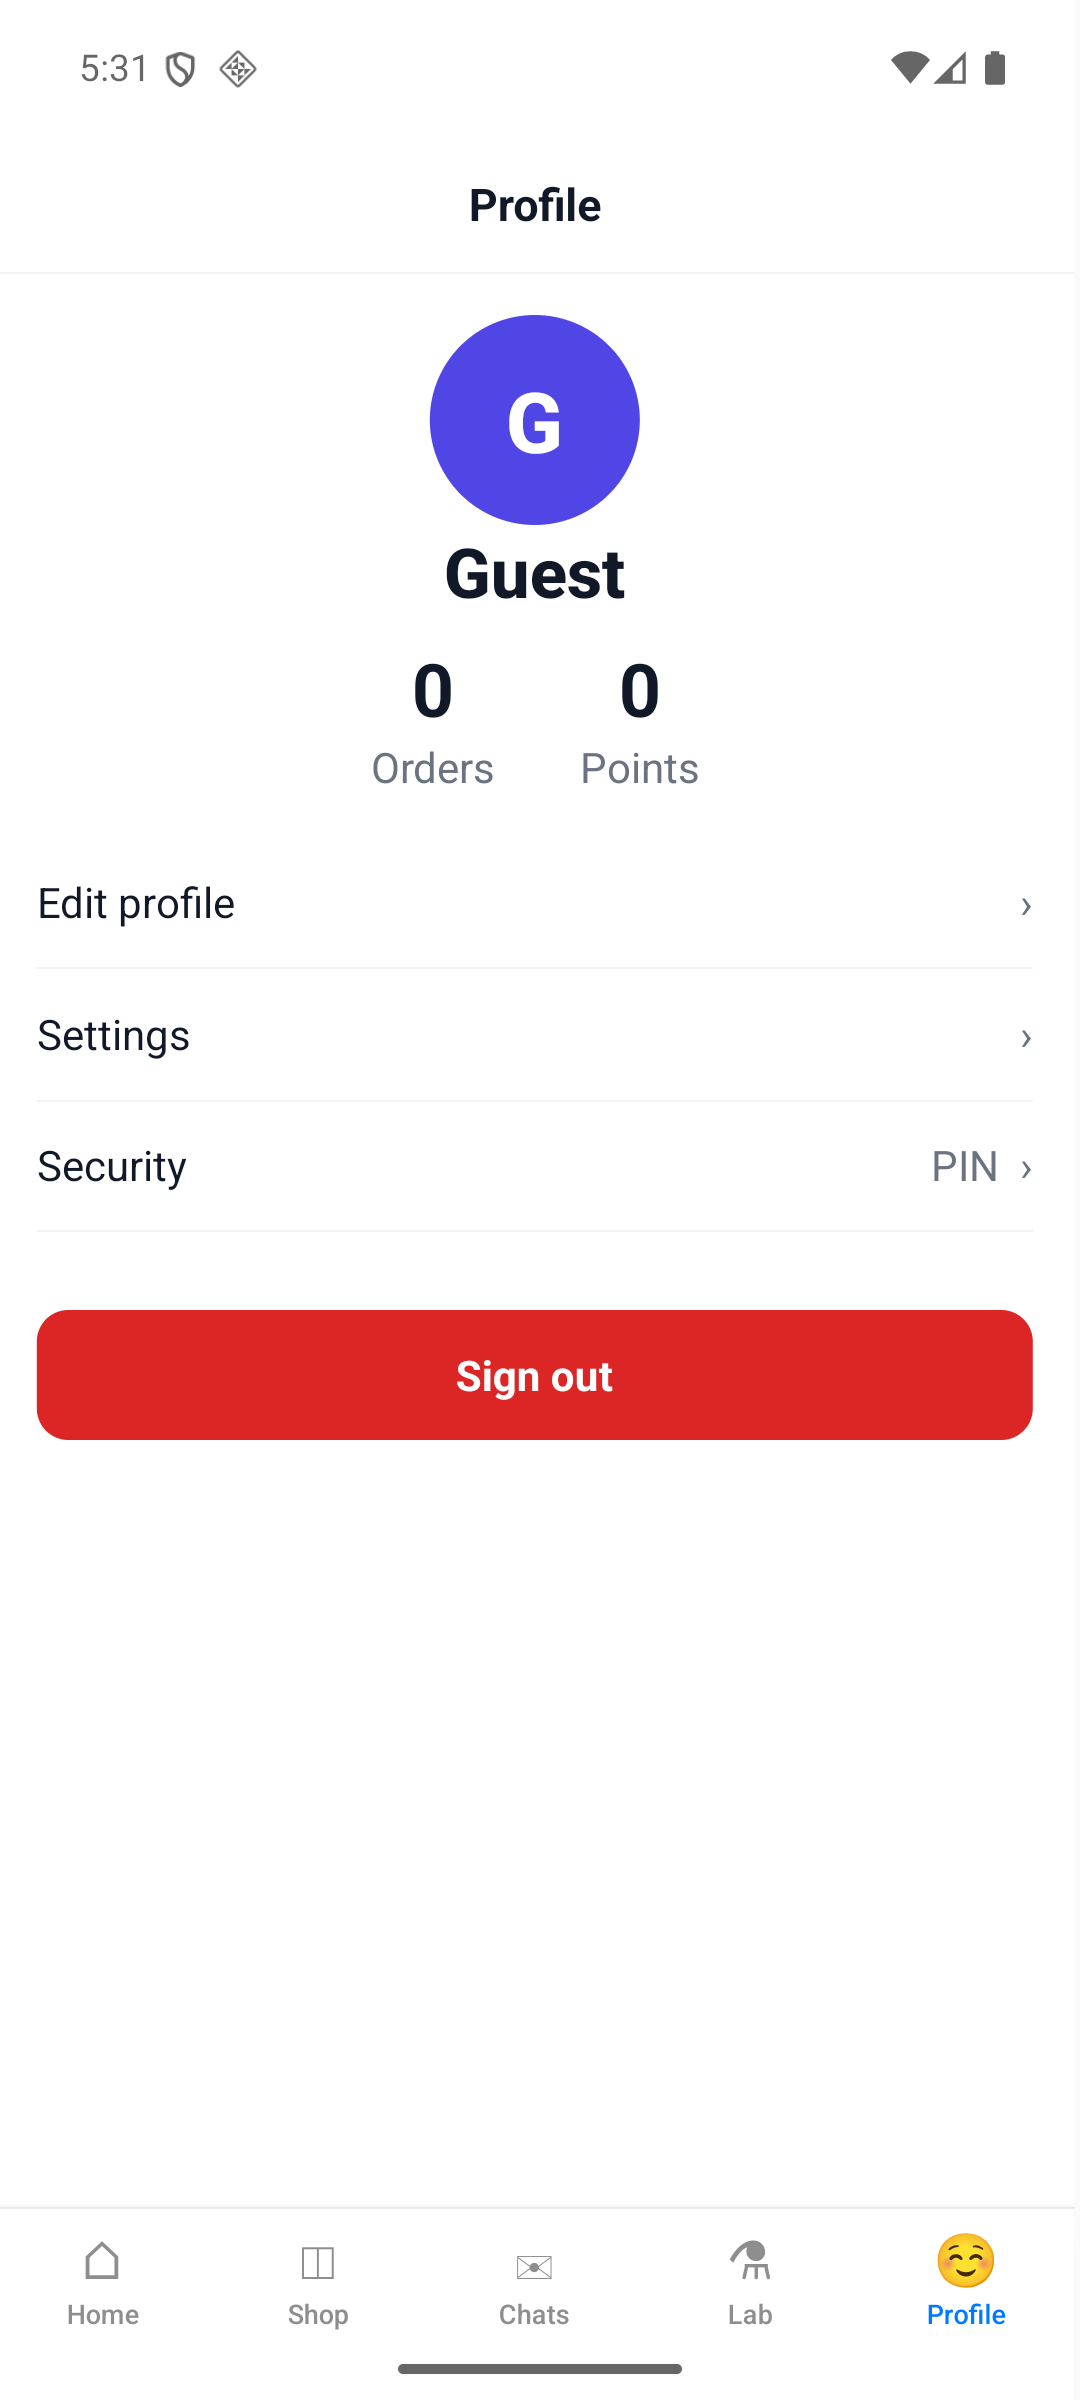 5:31
Profile
G
Guest
0 0
Orders Points
Edit profile ›
Settings ›
Security PIN ›
Sign out
Home Shop Chats Lab Profile